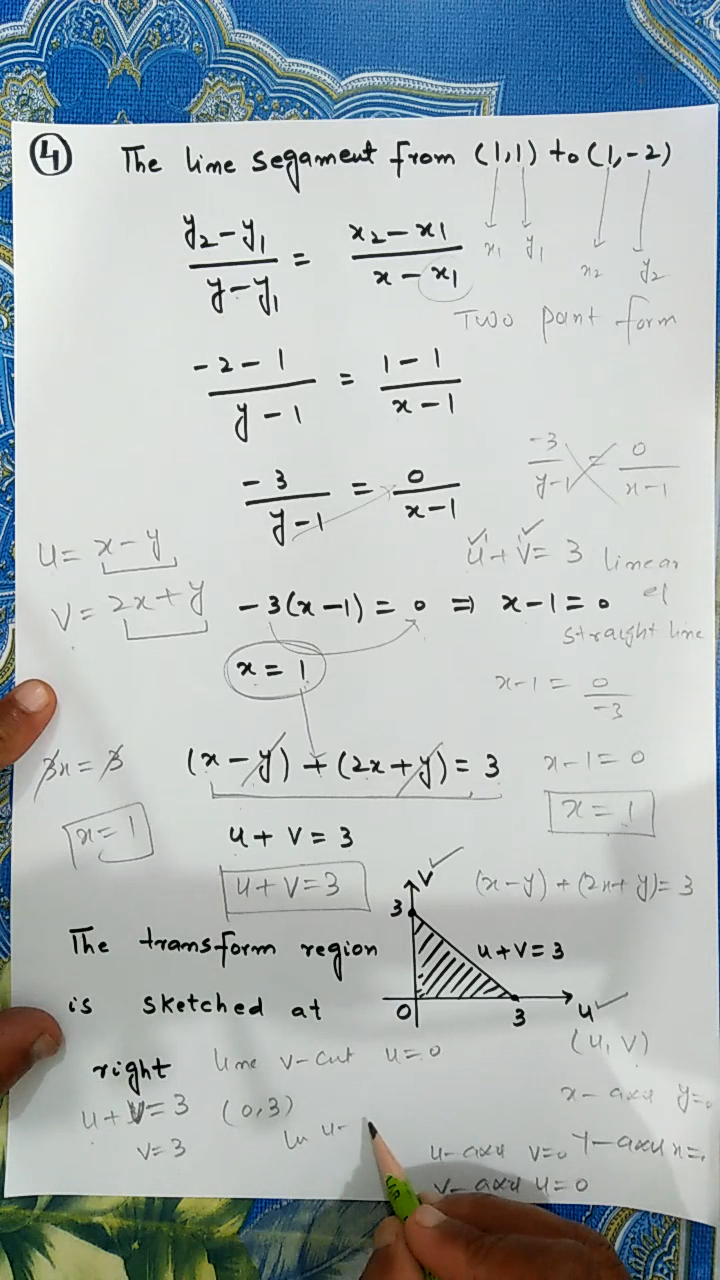 ④ The line segament from (1,1) to (1,-2)
x₁ y₁ x₂ y₂
(y₂-y₁)/(y-y₁) = (x₂-x₁)/(x-x₁)
Two point form
(-2-1)/(y-1) = (1-1)/(x-1)
-3/(y-1) = 0/(x-1)
-3/(y-1) = 0/(x-1)
u = x-y
v = 2x+y
u+v = 3 linear
straight line
-3(x-1) = 0 ⇒ x-1 = 0
x = 1
x-1 = 0/-3
x-1 = 0
x = 1
(x-y) + (2x+y) = 3
3x = 3
x = 1
u+v = 3
u+v = 3
(x-y) + (2x+y) = 3
The transform region
is sketched at
right
v
3
u+v = 3
0
3
u
line v-cut u=0
(u,v)
u+v = 3 (0,3)
v = 3
ln u-
x-axis y=0
y-axis x=
u-axis v=0
v-axis u=0